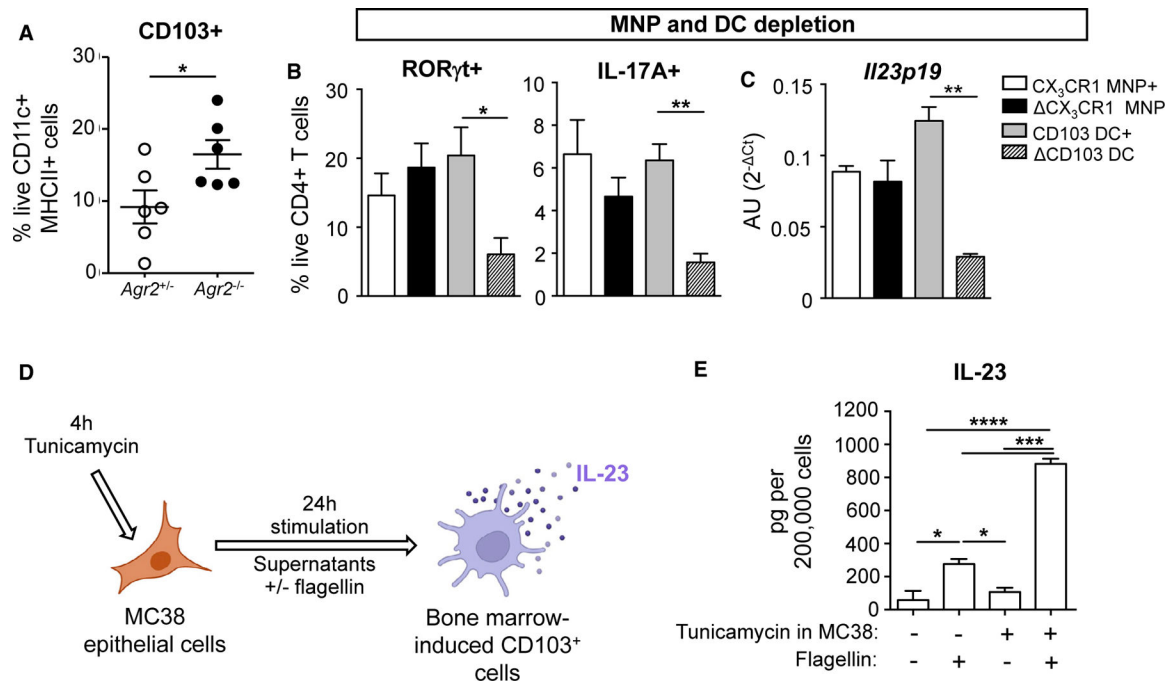 MNP and DC depletion
A
CD103+
30
20
10
0
*
% live CD11c+
MHCII+ cells
Agr2+/-
Agr2-/-
B
RORγt+
30
20
10
0
*
% live CD4+ T cells
IL-17A+
10
8
6
4
2
0
**
C
Il23p19
0.15
0.1
0.05
0
**
AU (2-ΔCt)
CX3CR1 MNP+
ΔCX3CR1 MNP
CD103 DC+
ΔCD103 DC
D
4h
Tunicamycin
MC38
epithelial cells
24h
stimulation
Supernatants
+/- flagellin
IL-23
Bone marrow-
induced CD103+
cells
E
IL-23
1200
1000
800
600
400
200
0
pg per
200,000 cells
****
***
*
*
Tunicamycin in MC38: - - + +
Flagellin: - + - +